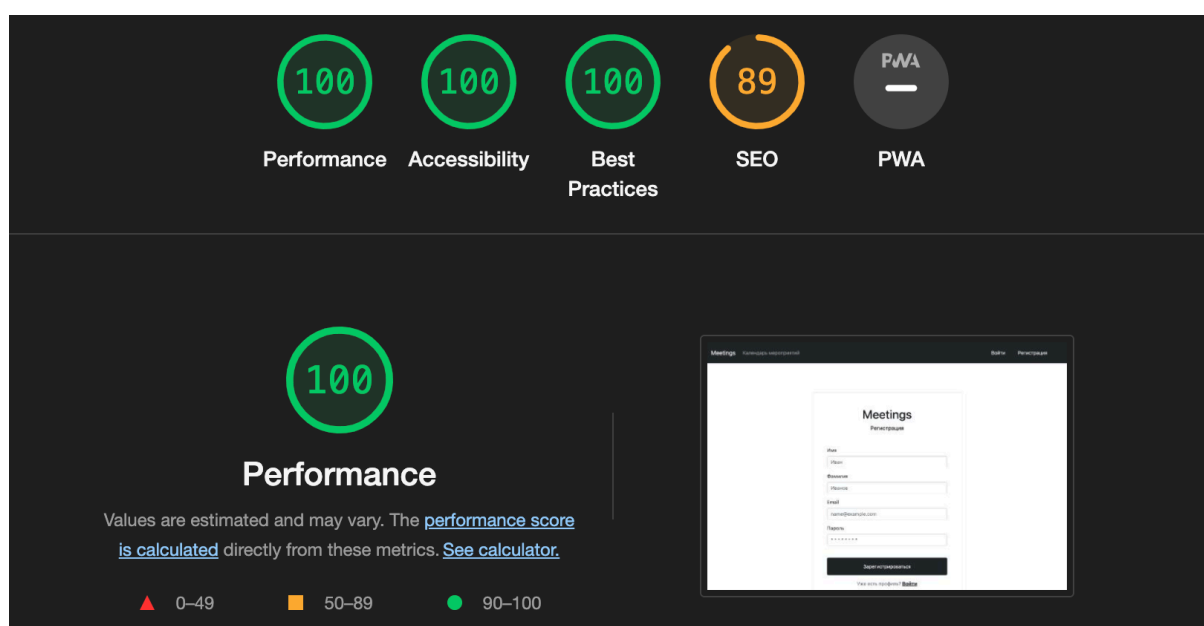 100
100
100
89
PWA
Performance
Accessibility
Best
Practices
SEO
PWA
100
Performance
Values are estimated and may vary. The performance score
is calculated directly from these metrics. See calculator.
0–49
50–89
90–100
Meetings
Календарь мероприятий
Войти
Регистрация
Meetings
Регистрация
Имя
Иван
Фамилия
Иванов
Email
name@example.com
Пароль
Зарегистрироваться
Уже есть профиль? Войти